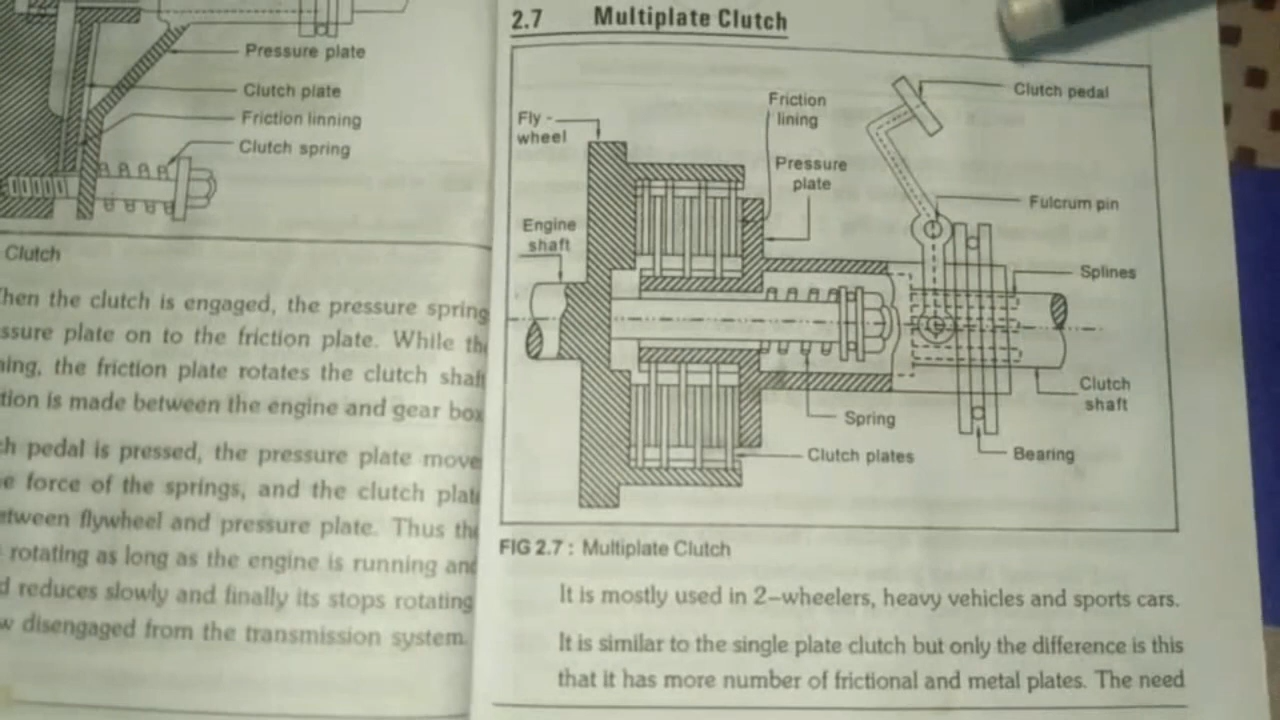 Pressure plate
Clutch plate
Friction linning
Clutch spring
Clutch
hen the clutch is engaged, the pressure spring
ssure plate on to the friction plate. While th
ning, the friction plate rotates the clutch shaft
tion is made between the engine and gear box
ch pedal is pressed, the pressure plate move
e force of the springs, and the clutch plat
etween flywheel and pressure plate. Thus the
rotating as long as the engine is running and
d reduces slowly and finally its stops rotating
w disengaged from the transmission system.
2.7 Multiplate Clutch
Fly -
wheel
Friction
lining
Clutch pedal
Pressure
plate
Fulcrum pin
Engine
shaft
Splines
Clutch
shaft
Spring
Clutch plates
Bearing
FIG 2.7 : Multiplate Clutch
It is mostly used in 2–wheelers, heavy vehicles and sports cars.
It is similar to the single plate clutch but only the difference is this
that it has more number of frictional and metal plates. The need